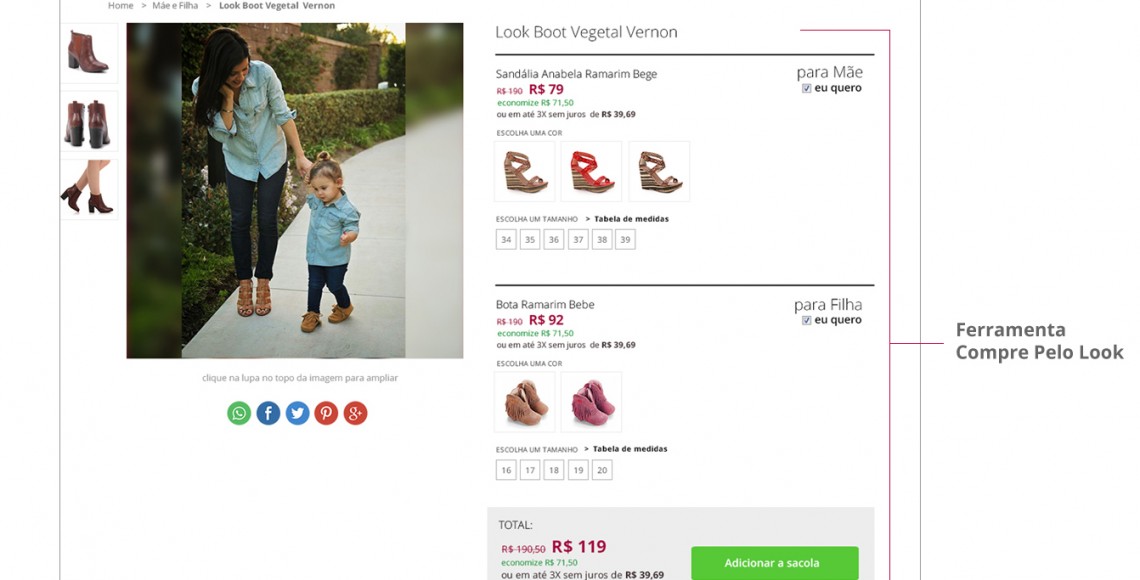 Home > Mãe e Filha > Look Boot Vegetal Vernon
Look Boot Vegetal Vernon
Sandália Anabela Ramarim Bege
para Mãe
R$ 190 R$ 79
eu quero
economize R$ 71,50
ou em até 3X sem juros de R$ 39,69
ESCOLHA UMA COR
ESCOLHA UM TAMANHO > Tabela de medidas
34 35 36 37 38 39
Bota Ramarim Bebe
para Filha
R$ 190 R$ 92
eu quero
economize R$ 71,50
ou em até 3X sem juros de R$ 39,69
ESCOLHA UMA COR
ESCOLHA UM TAMANHO > Tabela de medidas
16 17 18 19 20
clique na lupa no topo da imagem para ampliar
TOTAL:
R$ 190,50 R$ 119
economize R$ 71,50
ou em até 3X sem juros de R$ 39,69
Adicionar a sacola
Ferramenta
Compre Pelo Look